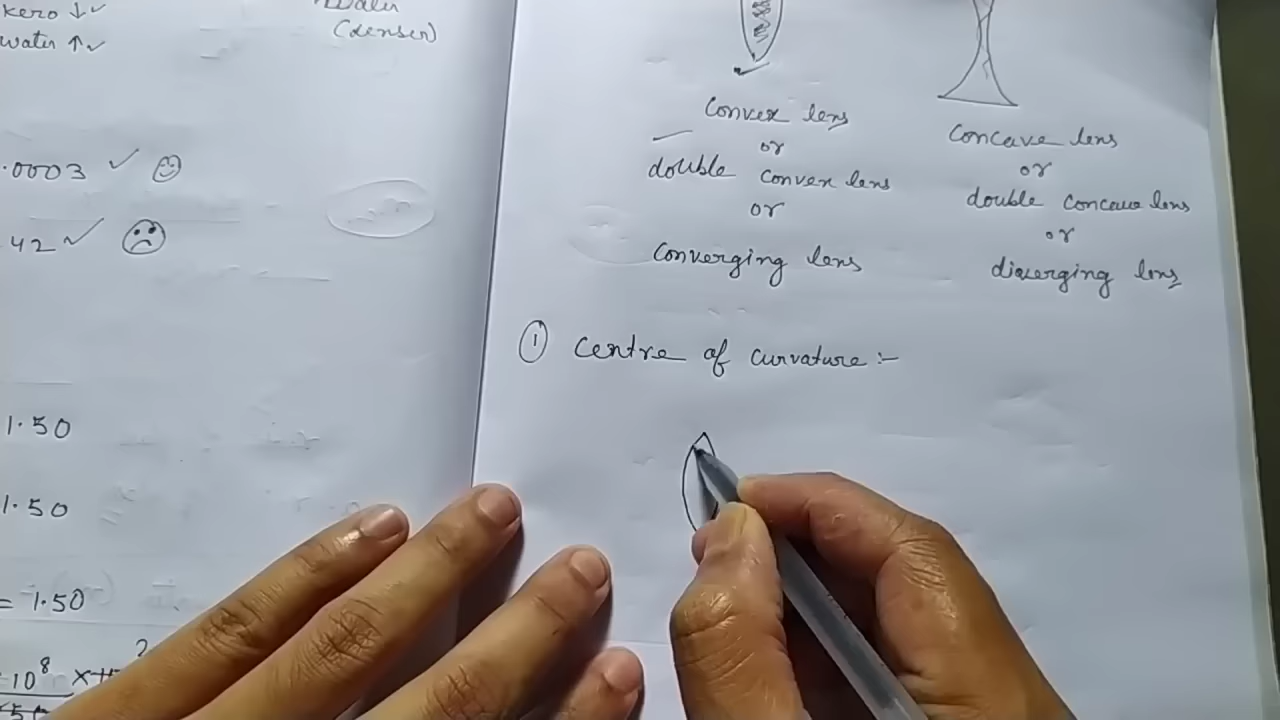 kero ↓ ✓
water ↑ ✓
(denser)
.0003 ✓
42 ✓
1.50
1.50
= 1.50
10⁸
Convex lens
or
double convex lens
or
Converging lens
Concave lens
or
double concave lens
or
diverging lens
① Centre of curvature :-